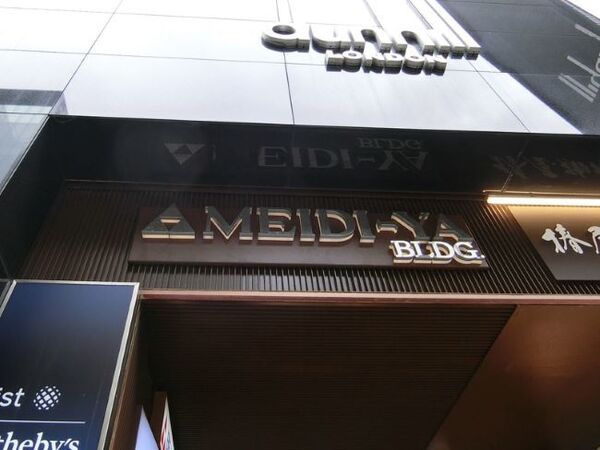 dunhill
LONDON
MEIDI-YA
BLDG.
ist
theby's